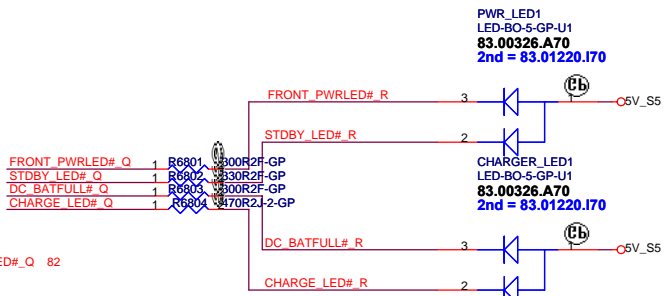 PWR_LED1
LED-BO-5-GP-U1
83.00326.A70
2nd = 83.01220.I70
FRONT_PWRLED#_R 3 1 5V_S5
STDBY_LED#_R 2
FRONT_PWRLED#_Q 1 R6801 300R2F-GP
STDBY_LED#_Q 1 R6802 330R2F-GP
DC_BATFULL#_Q 1 R6803 300R2F-GP
CHARGE_LED#_Q 1 R6804 470R2J-2-GP
CHARGER_LED1
LED-BO-5-GP-U1
83.00326.A70
2nd = 83.01220.I70
DC_BATFULL#_R 3 1 5V_S5
ED#_Q 82
CHARGE_LED#_R 2